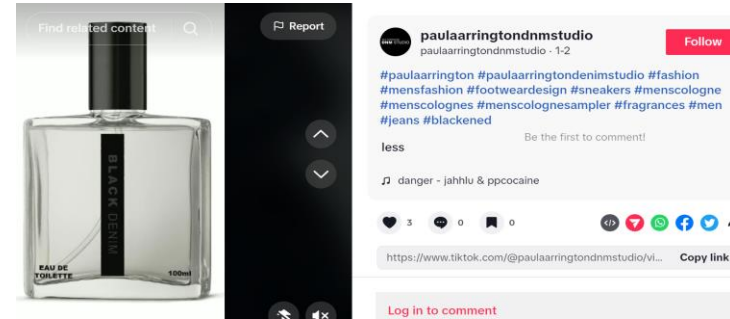 Find related content
Report
BLACK DENIM
EAU DE
TOILETTE
100ml
paulaarringtondnmstudio
paulaarringtondnmstudio · 1-2
Follow
#paulaarrington #paulaarringtondenimstudio #fashion
#mensfashion #footweardesign #sneakers #menscologne
#menscolognes #menscolognesampler #fragrances #men
#jeans #blackened
less
Be the first to comment!
danger - jahhlu & ppcocaine
3
0
0
https://www.tiktok.com/@paulaarringtondnmstudio/vi...
Copy link
Log in to comment